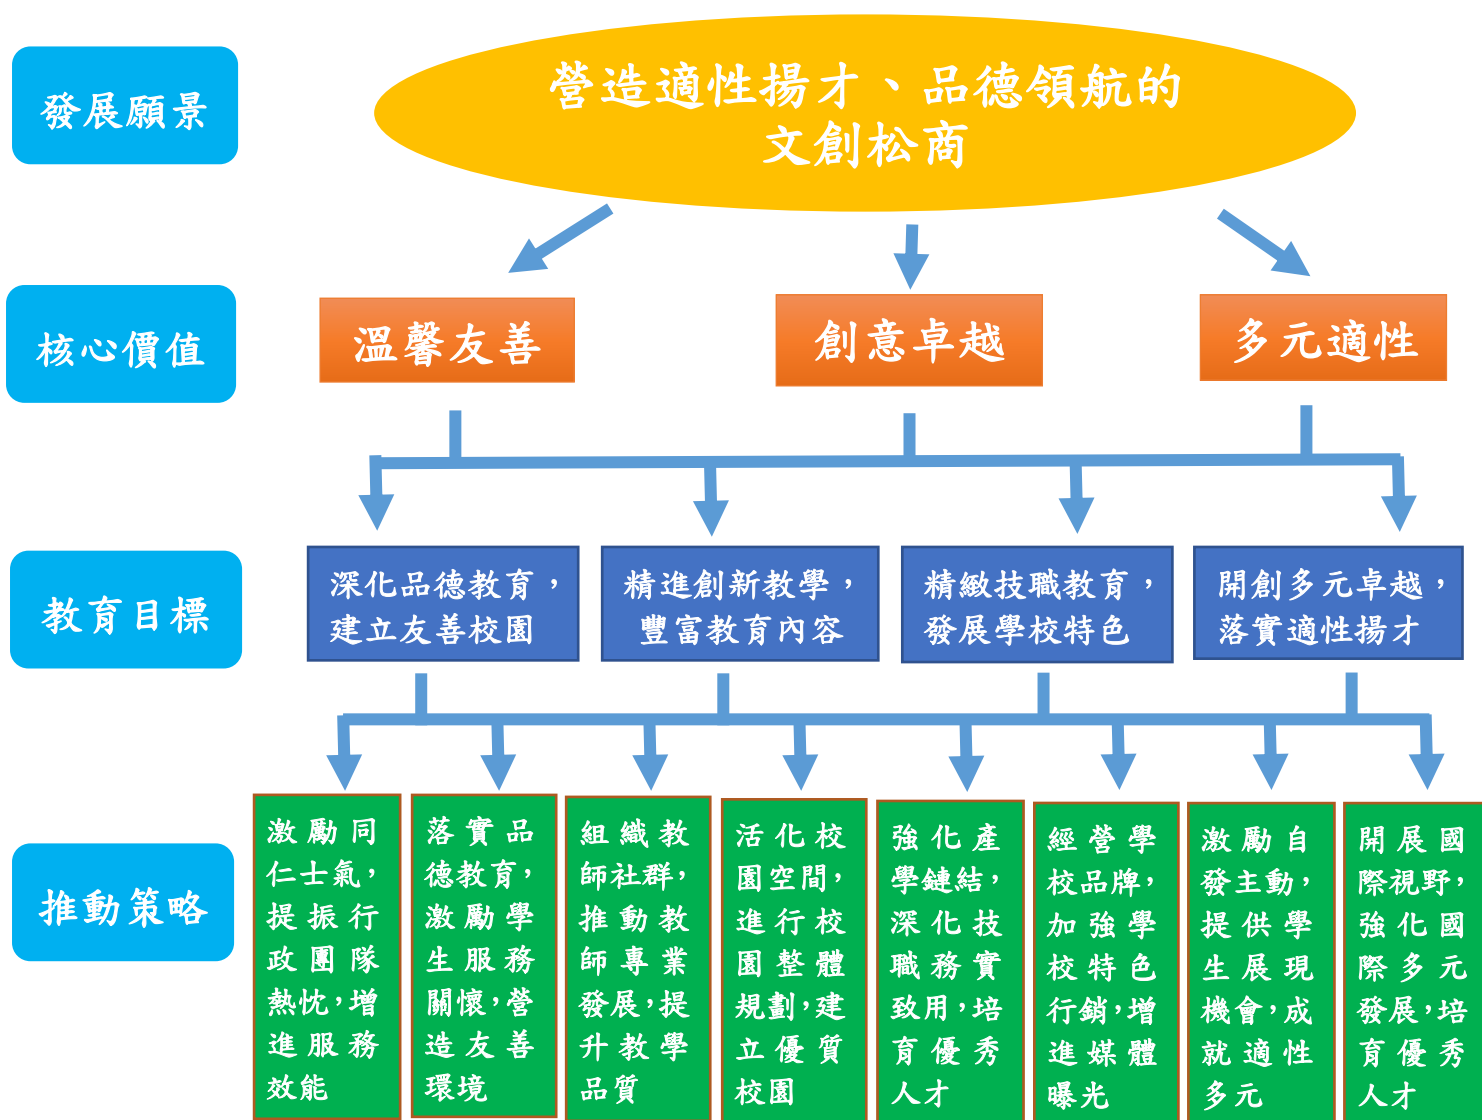 發展願景
營造適性揚才、品德領航的
文創松商
核心價值
溫馨友善
創意卓越
多元適性
教育目標
深化品德教育，
建立友善校園
精進創新教學，
豐富教育內容
精緻技職教育，
發展學校特色
開創多元卓越，
落實適性揚才
推動策略
激勵同
仁士氣，
提振行
政團隊
熱忱，增
進服務
效能
落實品
德教育，
激勵學
生服務
關懷，營
造友善
環境
組織教
師社群，
推動教
師專業
發展，提
升教學
品質
活化校
園空間，
進行校
園整體
規劃，建
立優質
校園
強化產
學鏈結，
深化技
職務實
致用，培
育優秀
人才
經營學
校品牌，
加強學
校特色
行銷，增
進媒體
曝光
激勵自
發主動，
提供學
生展現
機會，成
就適性
多元
開展國
際視野，
強化國
際多元
發展，培
育優秀
人才